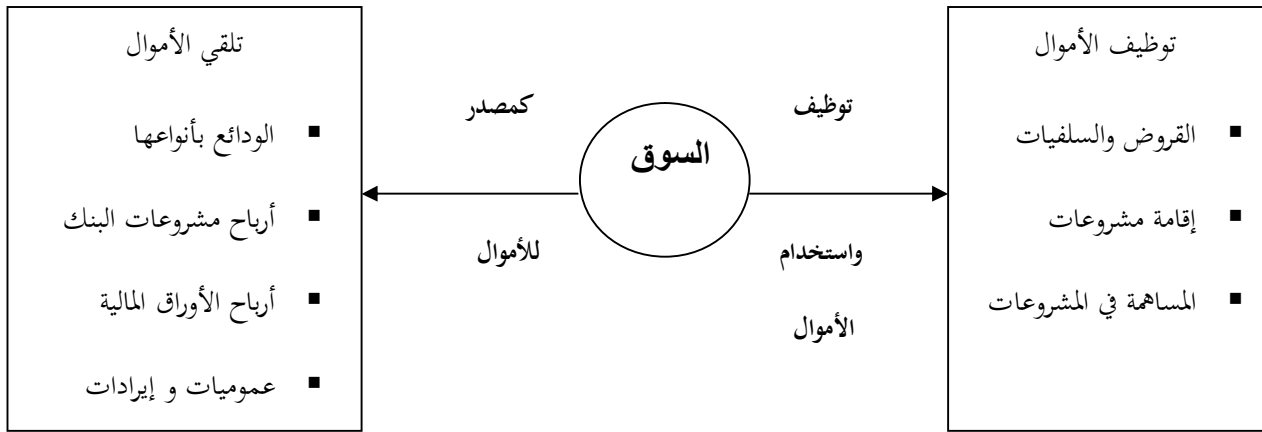 توظيف الأموال
القروض والسلفيات
إقامة مشروعات
المساهمة في المشروعات
توظيف
واستخدام
الأموال
السوق
كمصدر
للأموال
تلقي الأموال
الودائع بأنواعها
أرباح مشروعات البنك
أرباح الأوراق المالية
عموميات و إيرادات